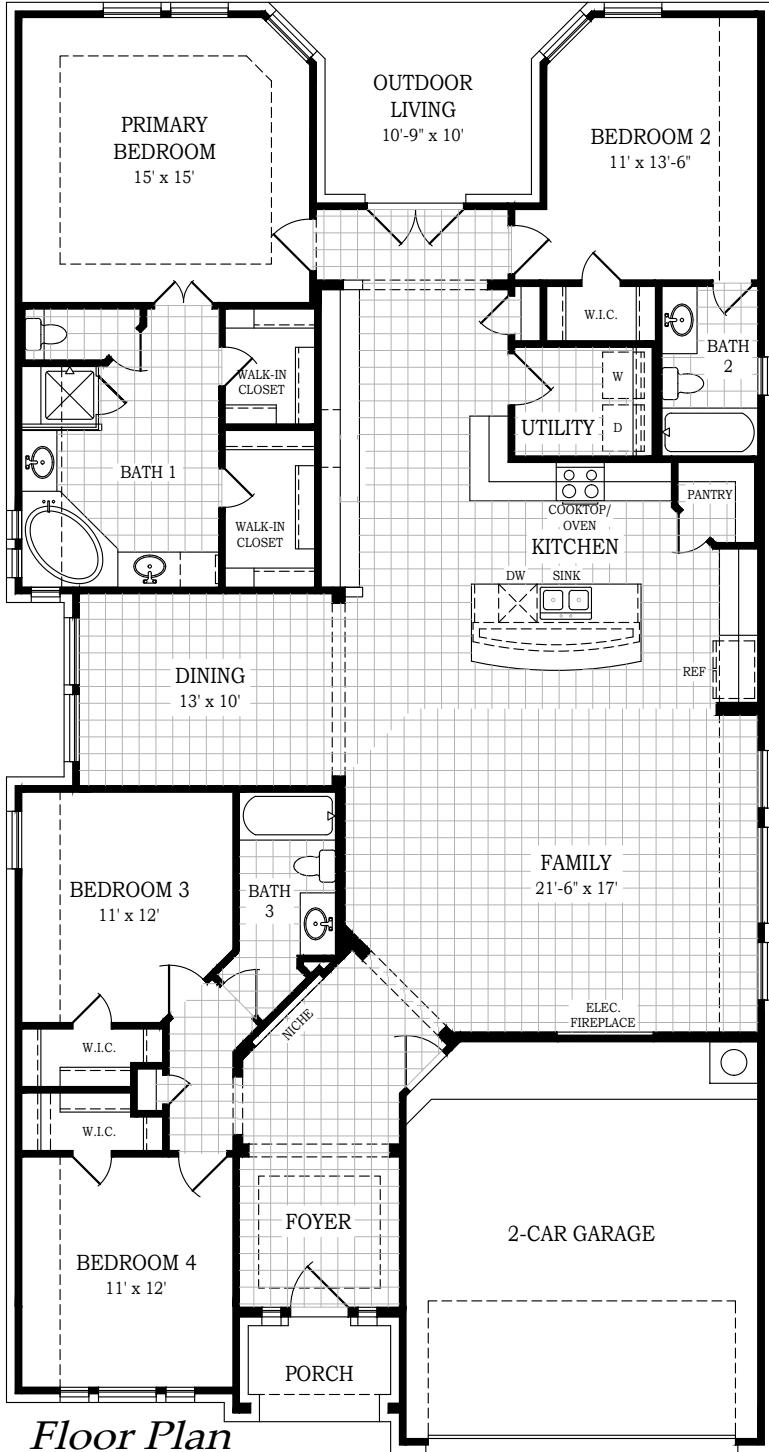 OUTDOOR
LIVING
10'-9" x 10'
PRIMARY
BEDROOM
15' x 15'
BEDROOM 2
11' x 13'-6"
W.I.C.
BATH
2
WALK-IN
CLOSET
W
UTILITY
D
BATH 1
WALK-IN
CLOSET
PANTRY
COOKTOP/
OVEN
KITCHEN
DW
SINK
REF
DINING
13' x 10'
FAMILY
21'-6" x 17'
BEDROOM 3
11' x 12'
BATH
3
NICHE
ELEC.
FIREPLACE
W.I.C.
W.I.C.
FOYER
2-CAR GARAGE
BEDROOM 4
11' x 12'
PORCH
Floor Plan